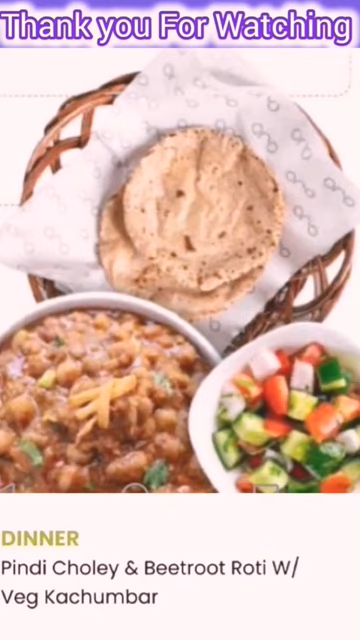 Thank you For Watching
DINNER
Pindi Choley & Beetroot Roti W/
Veg Kachumbar